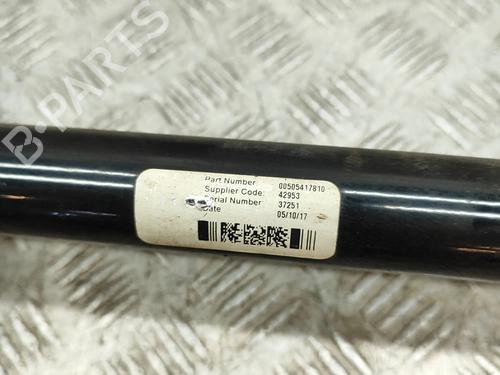 B-PARTS
Part Number 00505417810
Supplier Code: 42953
Serial Number 37251
Date 05/10/17